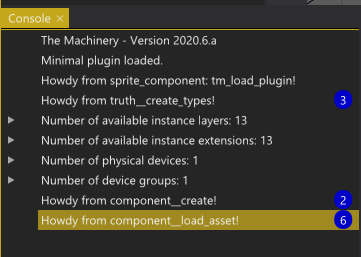 Console ×
The Machinery - Version 2020.6.a
Minimal plugin loaded.
Howdy from sprite_component: tm_load_plugin!
Howdy from truth__create_types! 3
Number of available instance layers: 13
Number of available instance extensions: 13
Number of physical devices: 1
Number of device groups: 1
Howdy from component__create! 2
Howdy from component__load_asset! 6